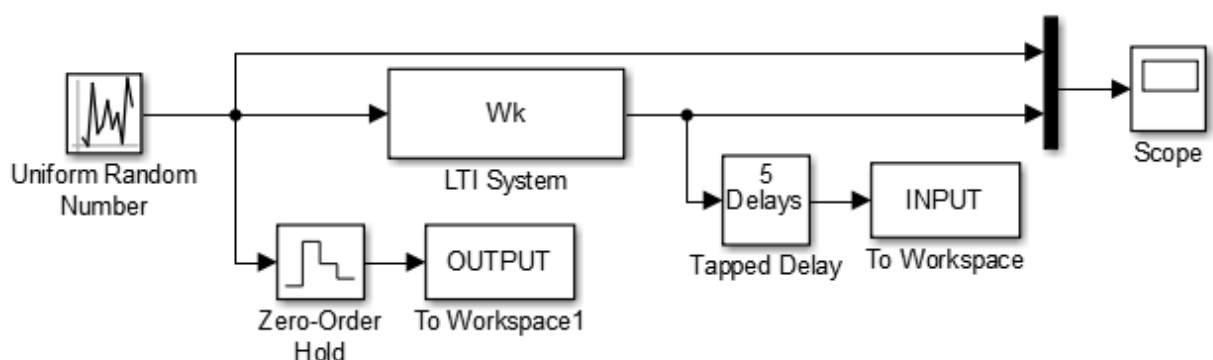 Uniform Random
Number
Wk
LTI System
Scope
5
Delays
Tapped Delay
INPUT
To Workspace
Zero-Order
Hold
OUTPUT
To Workspace1